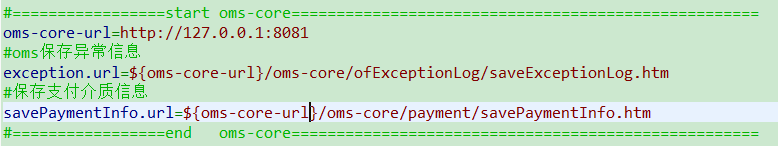 #=================start oms-core====================================================
oms-core-url=http://127.0.0.1:8081
#oms保存异常信息
exception.url=${oms-core-url}/oms-core/ofExceptionLog/saveExceptionLog.htm
#保存支付介质信息
savePaymentInfo.url=${oms-core-url}/oms-core/payment/savePaymentInfo.htm
#=================end   oms-core====================================================